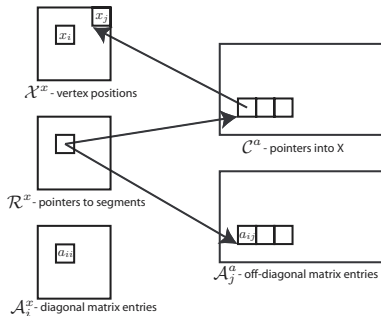 x_j
x_i
𝒳^x - vertex positions
𝒞^a - pointers into X
ℛ^x - pointers to segments
a_ij
𝒜_j^a - off-diagonal matrix entries
a_ii
𝒜_i^x - diagonal matrix entries